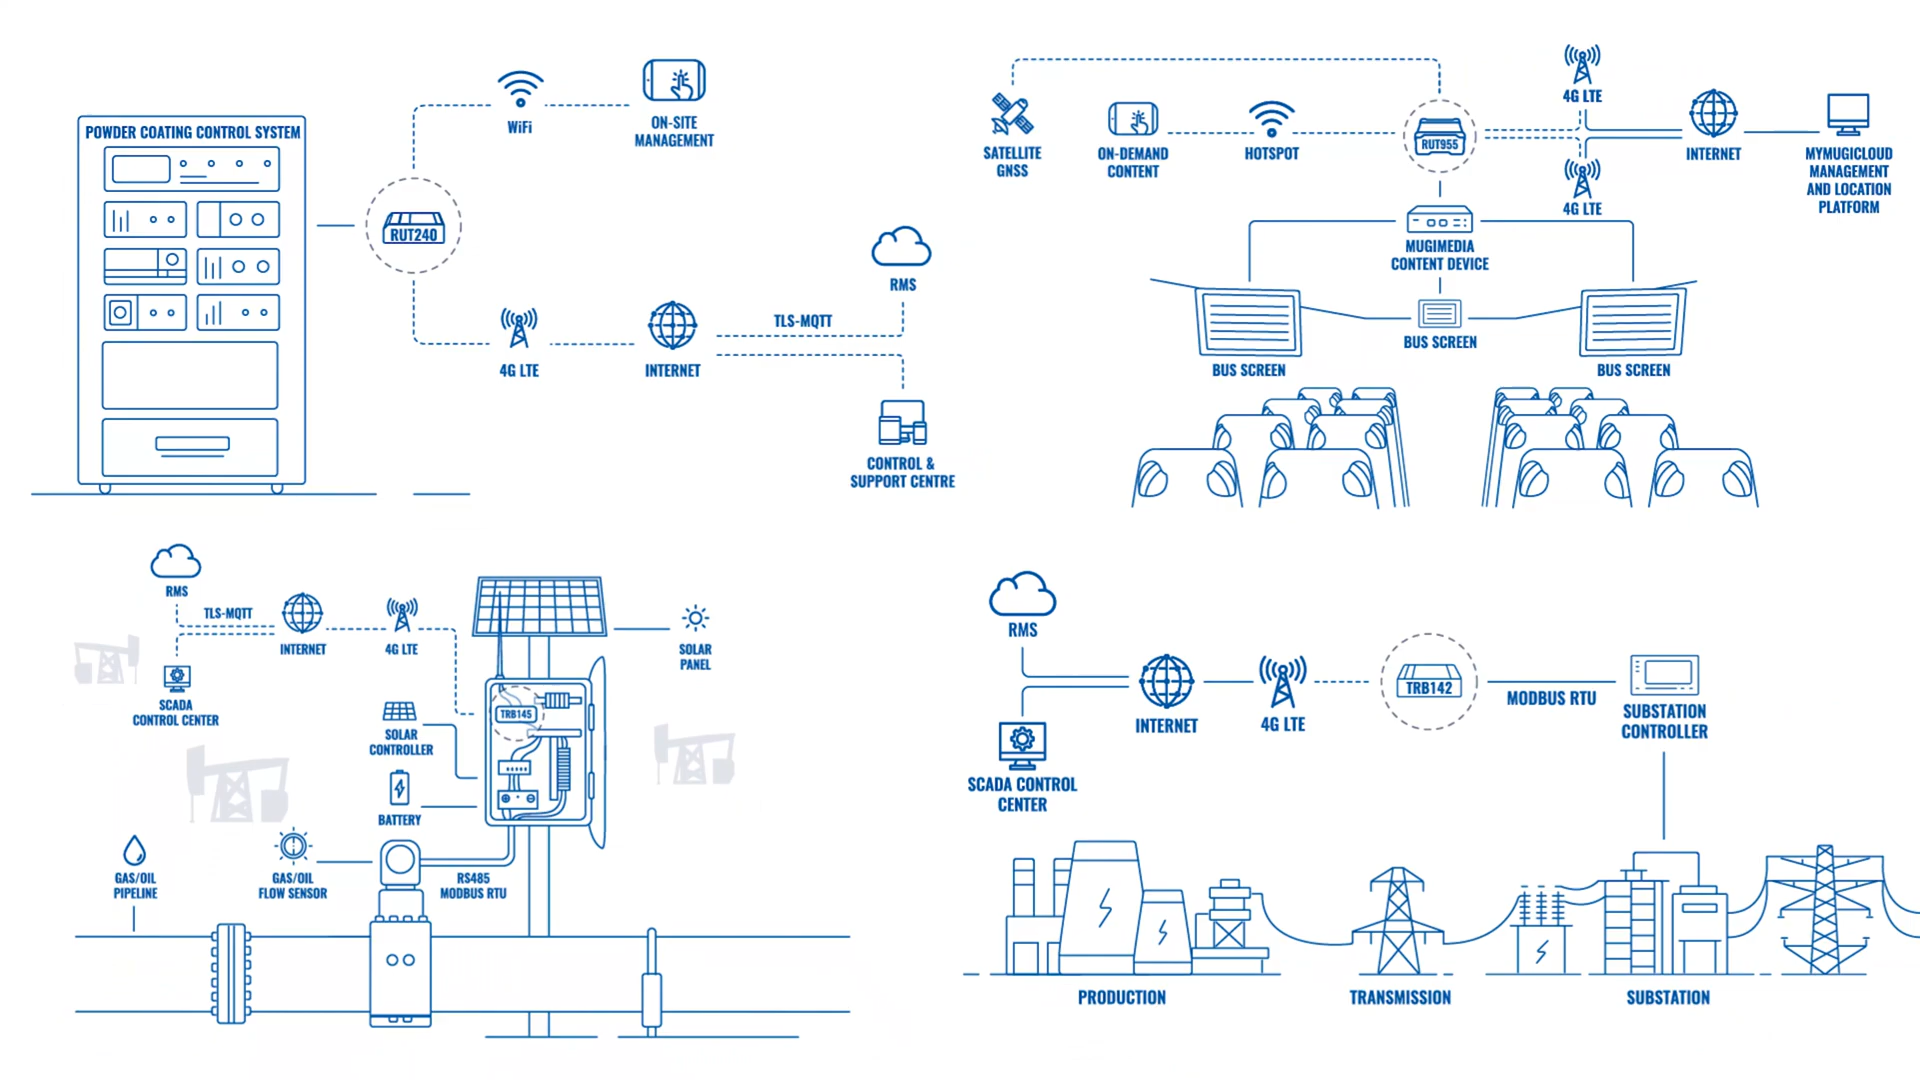 POWDER COATING CONTROL SYSTEM
WiFi
ON-SITE
MANAGEMENT
RUT240
4G LTE
INTERNET
TLS-MQTT
RMS
CONTROL &
SUPPORT CENTRE
SATELLITE
GNSS
ON-DEMAND
CONTENT
HOTSPOT
RUT955
4G LTE
4G LTE
INTERNET
MYMUGICLOUD
MANAGEMENT
AND LOCATION
PLATFORM
MUGIMEDIA
CONTENT DEVICE
BUS SCREEN
BUS SCREEN
BUS SCREEN
RMS
TLS-MQTT
INTERNET
4G LTE
SCADA
CONTROL CENTER
SOLAR
PANEL
TRB145
SOLAR
CONTROLLER
BATTERY
GAS/OIL
PIPELINE
GAS/OIL
FLOW SENSOR
RS485
MODBUS RTU
RMS
SCADA CONTROL
CENTER
INTERNET
4G LTE
TRB142
MODBUS RTU
SUBSTATION
CONTROLLER
PRODUCTION
TRANSMISSION
SUBSTATION